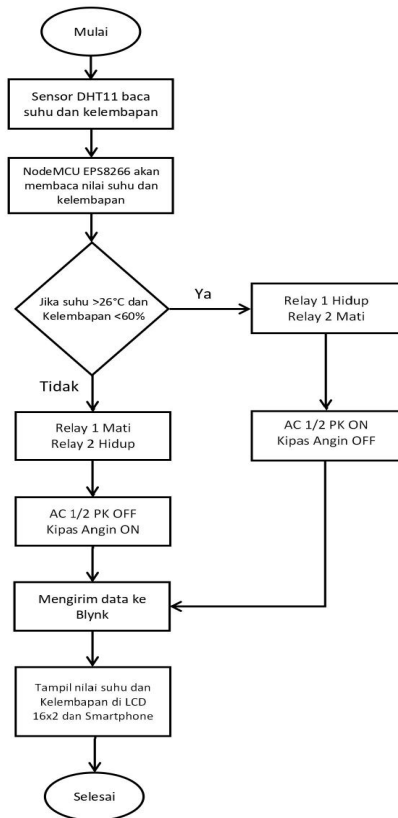 Mulai
Sensor DHT11 baca
suhu dan kelembapan
NodeMCU EPS8266 akan
membaca nilai suhu dan
kelembapan
Jika suhu >26°C dan
Kelembapan <60%
Ya
Relay 1 Hidup
Relay 2 Mati
AC 1/2 PK ON
Kipas Angin OFF
Tidak
Relay 1 Mati
Relay 2 Hidup
AC 1/2 PK OFF
Kipas Angin ON
Mengirim data ke
Blynk
Tampil nilai suhu dan
Kelembapan di LCD
16x2 dan Smartphone
Selesai